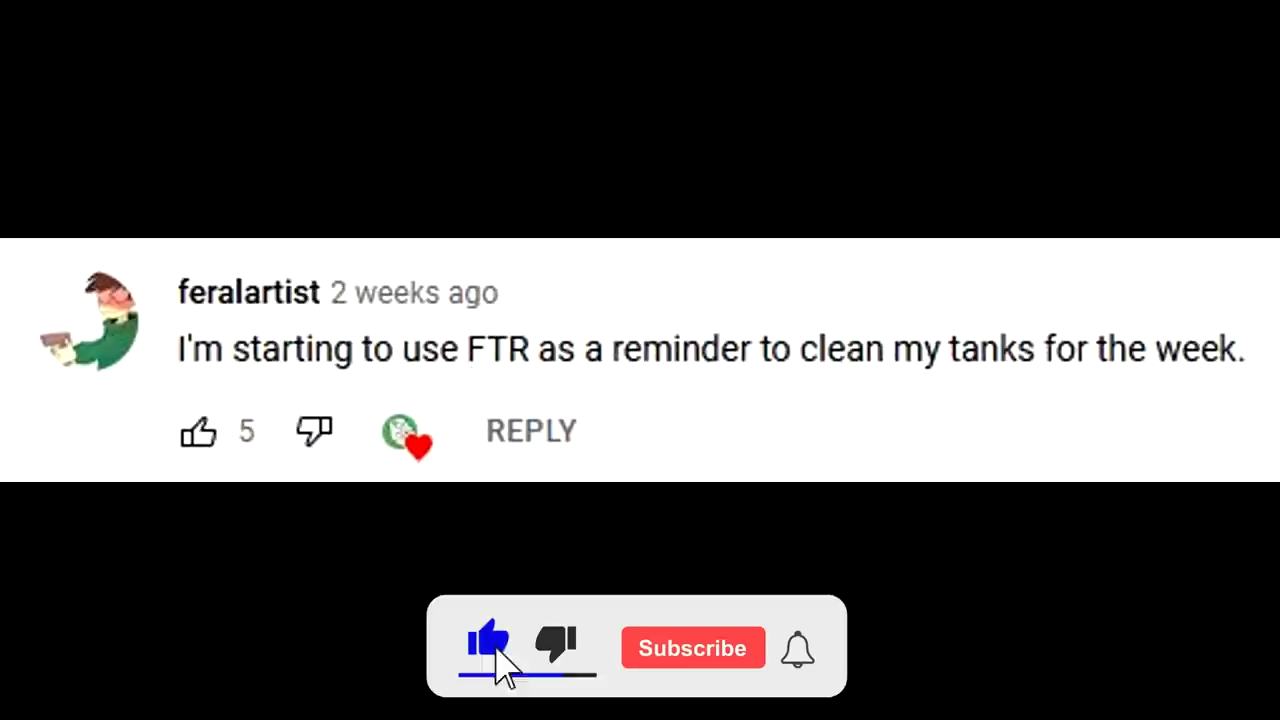 feralartist 2 weeks ago
I'm starting to use FTR as a reminder to clean my tanks for the week.
5 REPLY
Subscribe